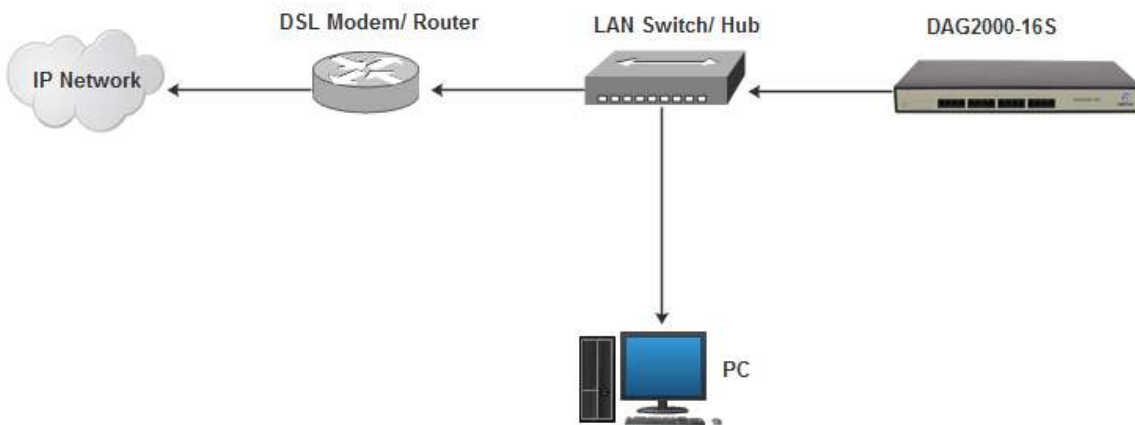 DSL Modem/ Router
LAN Switch/ Hub
DAG2000-16S
IP Network
PC